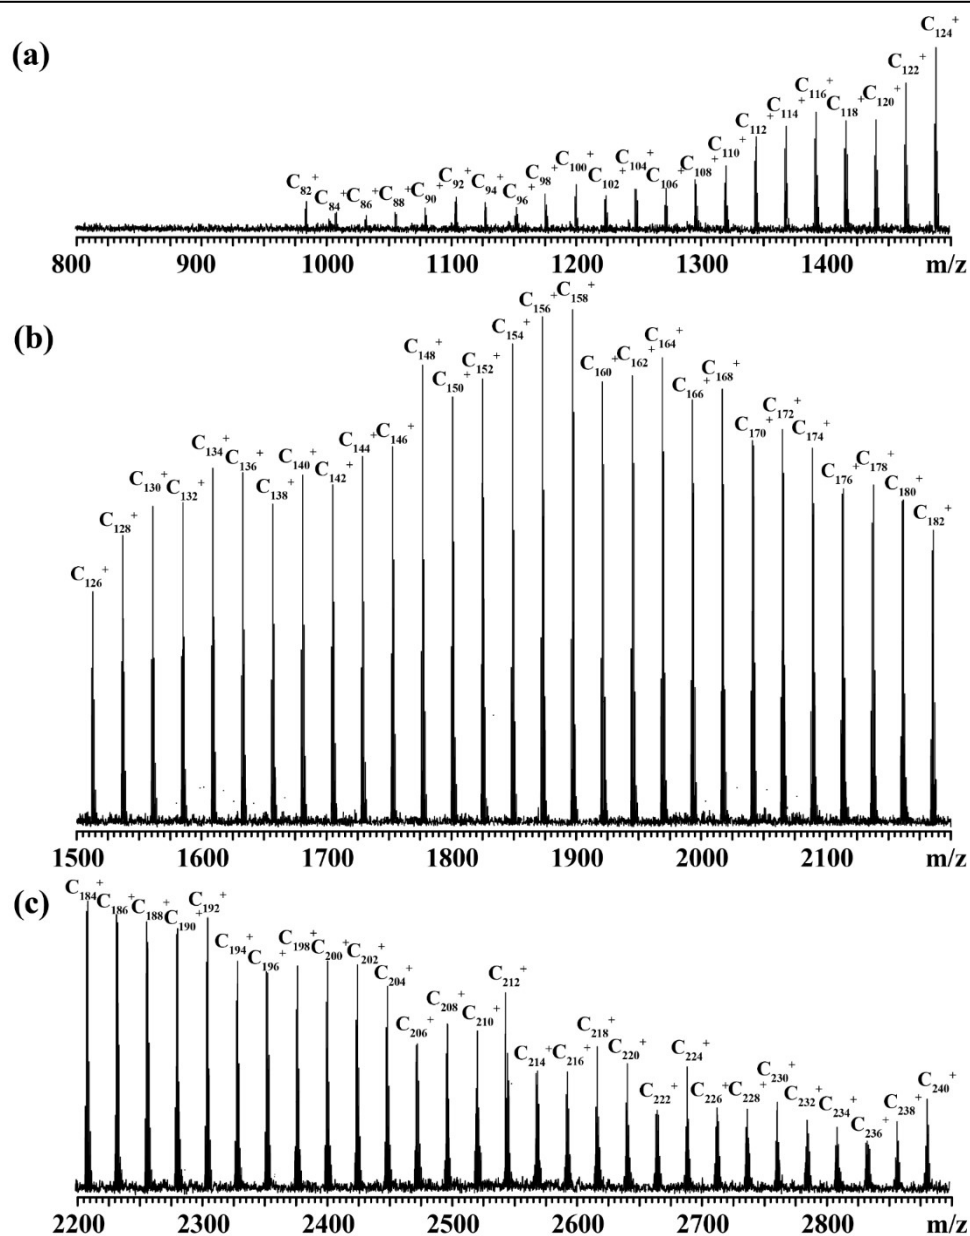 (a)
C82+ C84+ C86+ C88+ C90+ C92+ C94+ C96+ C98+ C100+ C102+ C104+ C106+ C108+ C110+ C112+ C114+ C116+ C118+ C120+ C122+ C124+
800 900 1000 1100 1200 1300 1400 m/z
(b)
C126+ C128+ C130+ C132+ C134+ C136+ C138+ C140+ C142+ C144+ C146+ C148+ C150+ C152+ C154+ C156+ C158+ C160+ C162+ C164+ C166+ C168+ C170+ C172+ C174+ C176+ C178+ C180+ C182+
1500 1600 1700 1800 1900 2000 2100 m/z
(c)
C184+ C186+ C188+ C190+ C192+ C194+ C196+ C198+ C200+ C202+ C204+ C206+ C208+ C210+ C212+ C214+ C216+ C218+ C220+ C222+ C224+ C226+ C228+ C230+ C232+ C234+ C236+ C238+ C240+
2200 2300 2400 2500 2600 2700 2800 m/z